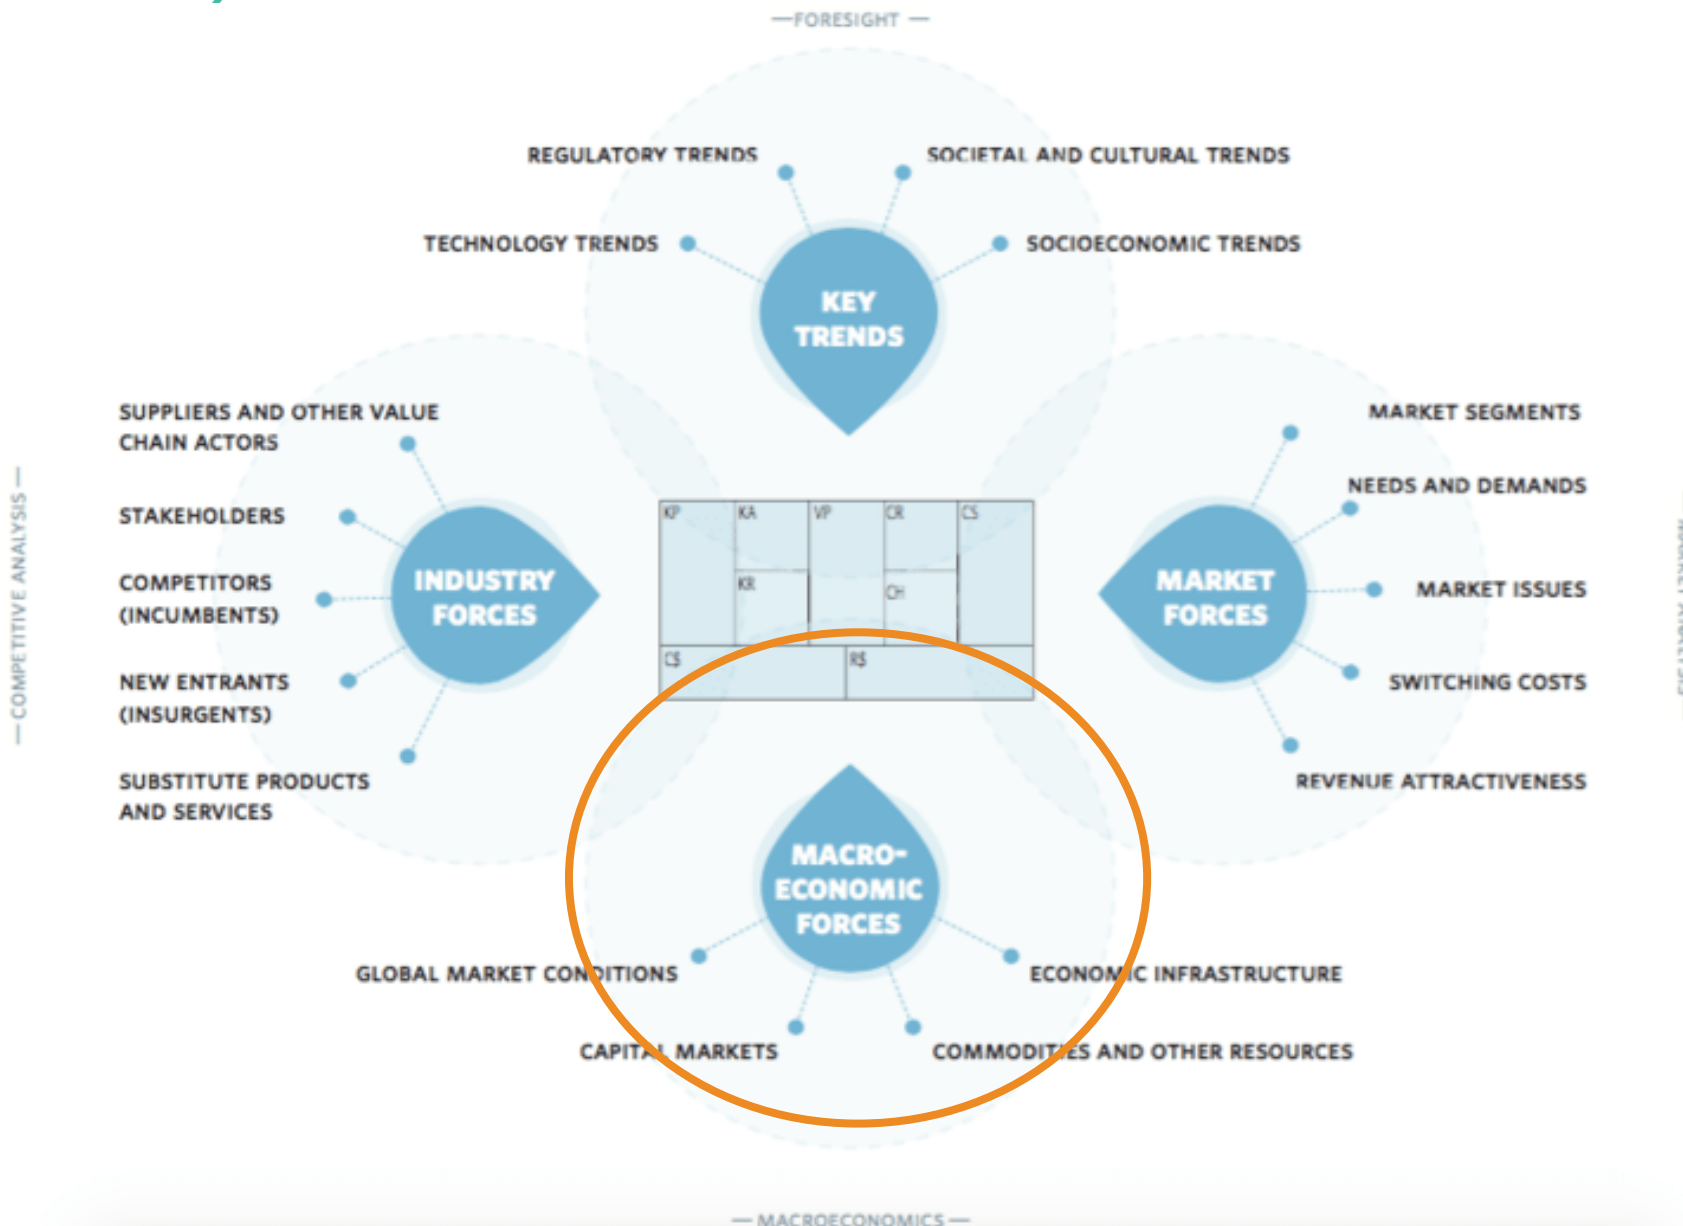 —FORESIGHT—
REGULATORY TRENDS
SOCIETAL AND CULTURAL TRENDS
TECHNOLOGY TRENDS
SOCIOECONOMIC TRENDS
KEY
TRENDS
—COMPETITIVE ANALYSIS—
SUPPLIERS AND OTHER VALUE
CHAIN ACTORS
STAKEHOLDERS
COMPETITORS
(INCUMBENTS)
NEW ENTRANTS
(INSURGENTS)
SUBSTITUTE PRODUCTS
AND SERVICES
INDUSTRY
FORCES
KP
KA
VP
CR
CS
KR
CH
C$
R$
MARKET
FORCES
MARKET SEGMENTS
NEEDS AND DEMANDS
MARKET ISSUES
SWITCHING COSTS
REVENUE ATTRACTIVENESS
MACRO-
ECONOMIC
FORCES
GLOBAL MARKET CONDITIONS
ECONOMIC INFRASTRUCTURE
CAPITAL MARKETS
COMMODITIES AND OTHER RESOURCES
—MACROECONOMICS—